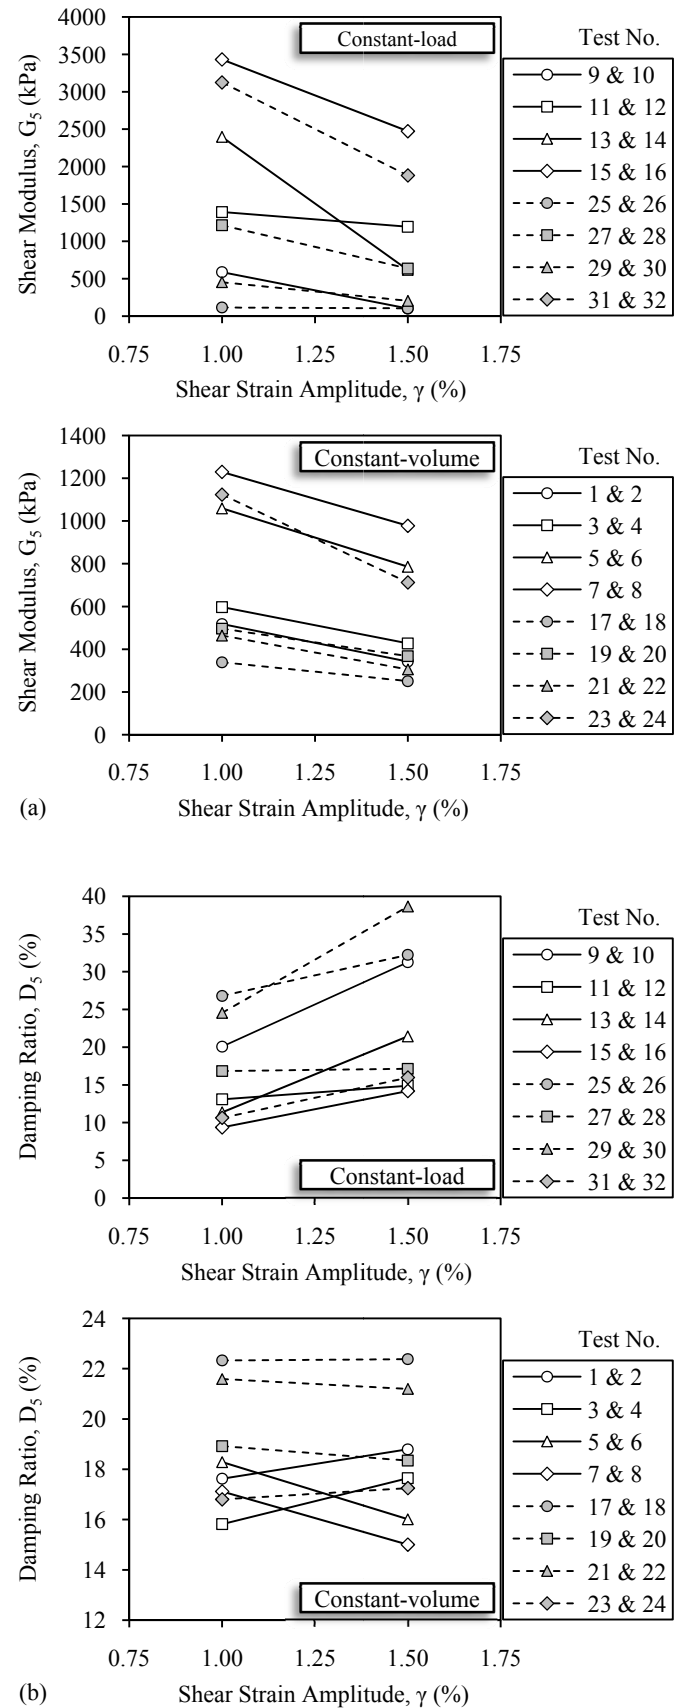 4000
3500
3000
2500
2000
1500
1000
500
0
Shear Modulus, G5 (kPa)
Constant-load
Test No.
9 & 10
11 & 12
13 & 14
15 & 16
25 & 26
27 & 28
29 & 30
31 & 32
0.75 1.00 1.25 1.50 1.75
Shear Strain Amplitude, γ (%)
1400
1200
1000
800
600
400
200
0
Shear Modulus, G5 (kPa)
Constant-volume
Test No.
1 & 2
3 & 4
5 & 6
7 & 8
17 & 18
19 & 20
21 & 22
23 & 24
0.75 1.00 1.25 1.50 1.75
(a) Shear Strain Amplitude, γ (%)
40
35
30
25
20
15
10
5
0
Damping Ratio, D5 (%)
Test No.
9 & 10
11 & 12
13 & 14
15 & 16
25 & 26
27 & 28
29 & 30
31 & 32
Constant-load
0.75 1.00 1.25 1.50 1.75
Shear Strain Amplitude, γ (%)
24
22
20
18
16
14
12
Damping Ratio, D5 (%)
Test No.
1 & 2
3 & 4
5 & 6
7 & 8
17 & 18
19 & 20
21 & 22
23 & 24
Constant-volume
0.75 1.00 1.25 1.50 1.75
(b) Shear Strain Amplitude, γ (%)